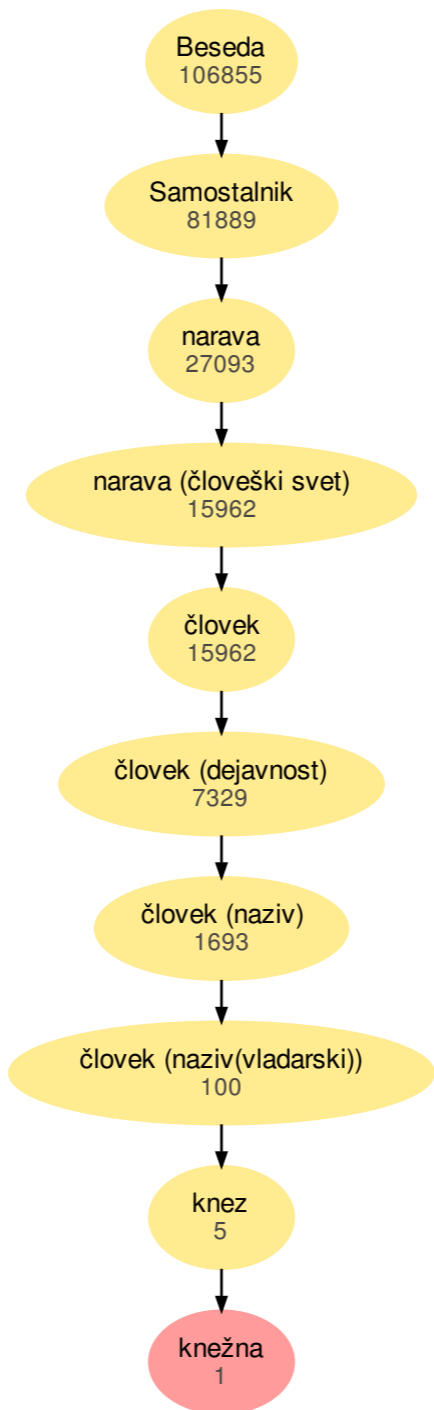 Beseda
106855
Samostalnik
81889
narava
27093
narava (človeški svet)
15962
človek
15962
človek (dejavnost)
7329
človek (naziv)
1693
človek (naziv(vladarski))
100
knez
5
knežna
1